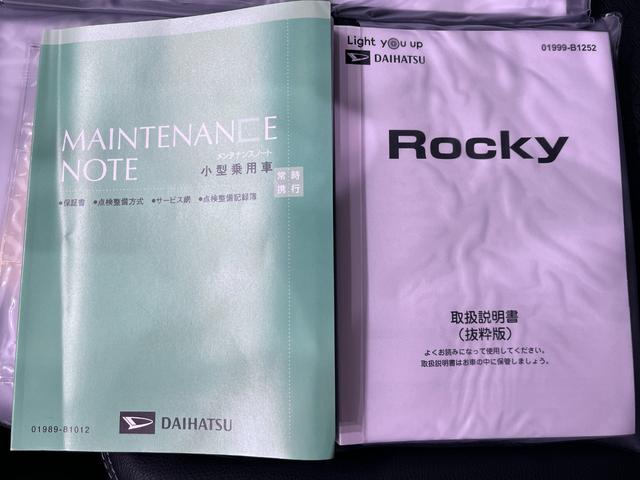 MAINTENANCE
NOTE
メンテナンスノート
小型乗用車
常時
携行
●保証書 ●点検整備方式 ●サービス網 ●点検整備記録簿
DAIHATSU
01989-B1012
Light you up
DAIHATSU
01999-B1252
Rocky
取扱説明書
（抜粋版）
よくお読みになって使用してください。
取扱説明書はお車の中に保管しましょう。